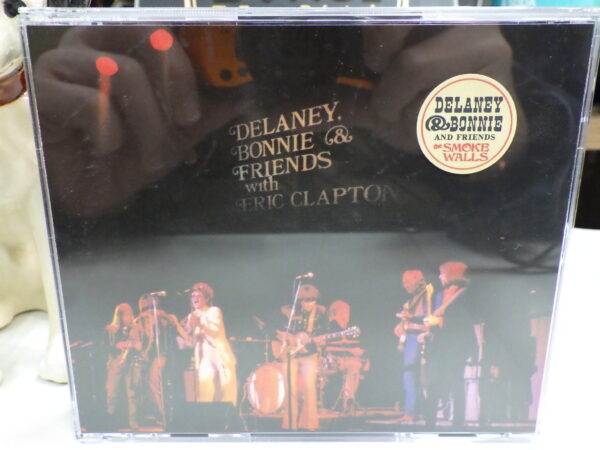 DELANEY,
BONNIE &
FRIENDS
with
ERIC CLAPTON
DELANEY
& BONNIE
AND FRIENDS
SMOKE
WALLS